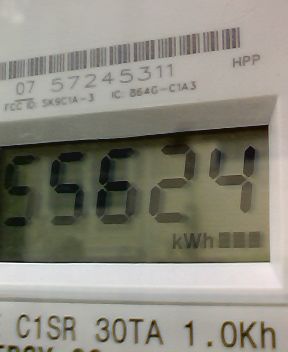 HPP
07 57245311
FCC ID: SK9C1A-3 IC: 864G-C1A3
55624
kWh
C1SR 30TA 1.0Kh